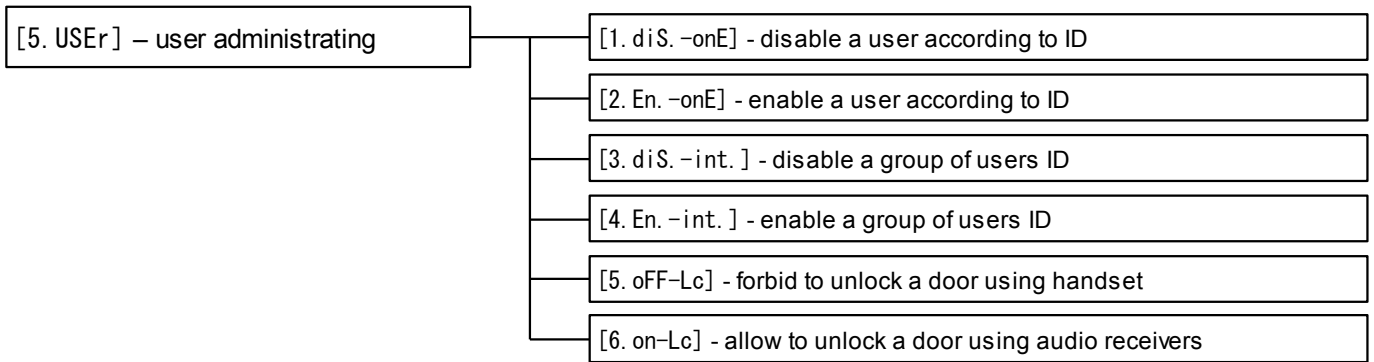 [5. USEr] – user administrating
[1. diS. -onE] - disable a user according to ID
[2. En. -onE] - enable a user according to ID
[3. diS. -int. ] - disable a group of users ID
[4. En. -int. ] - enable a group of users ID
[5. oFF-Lc] - forbid to unlock a door using handset
[6. on-Lc] - allow to unlock a door using audio receivers